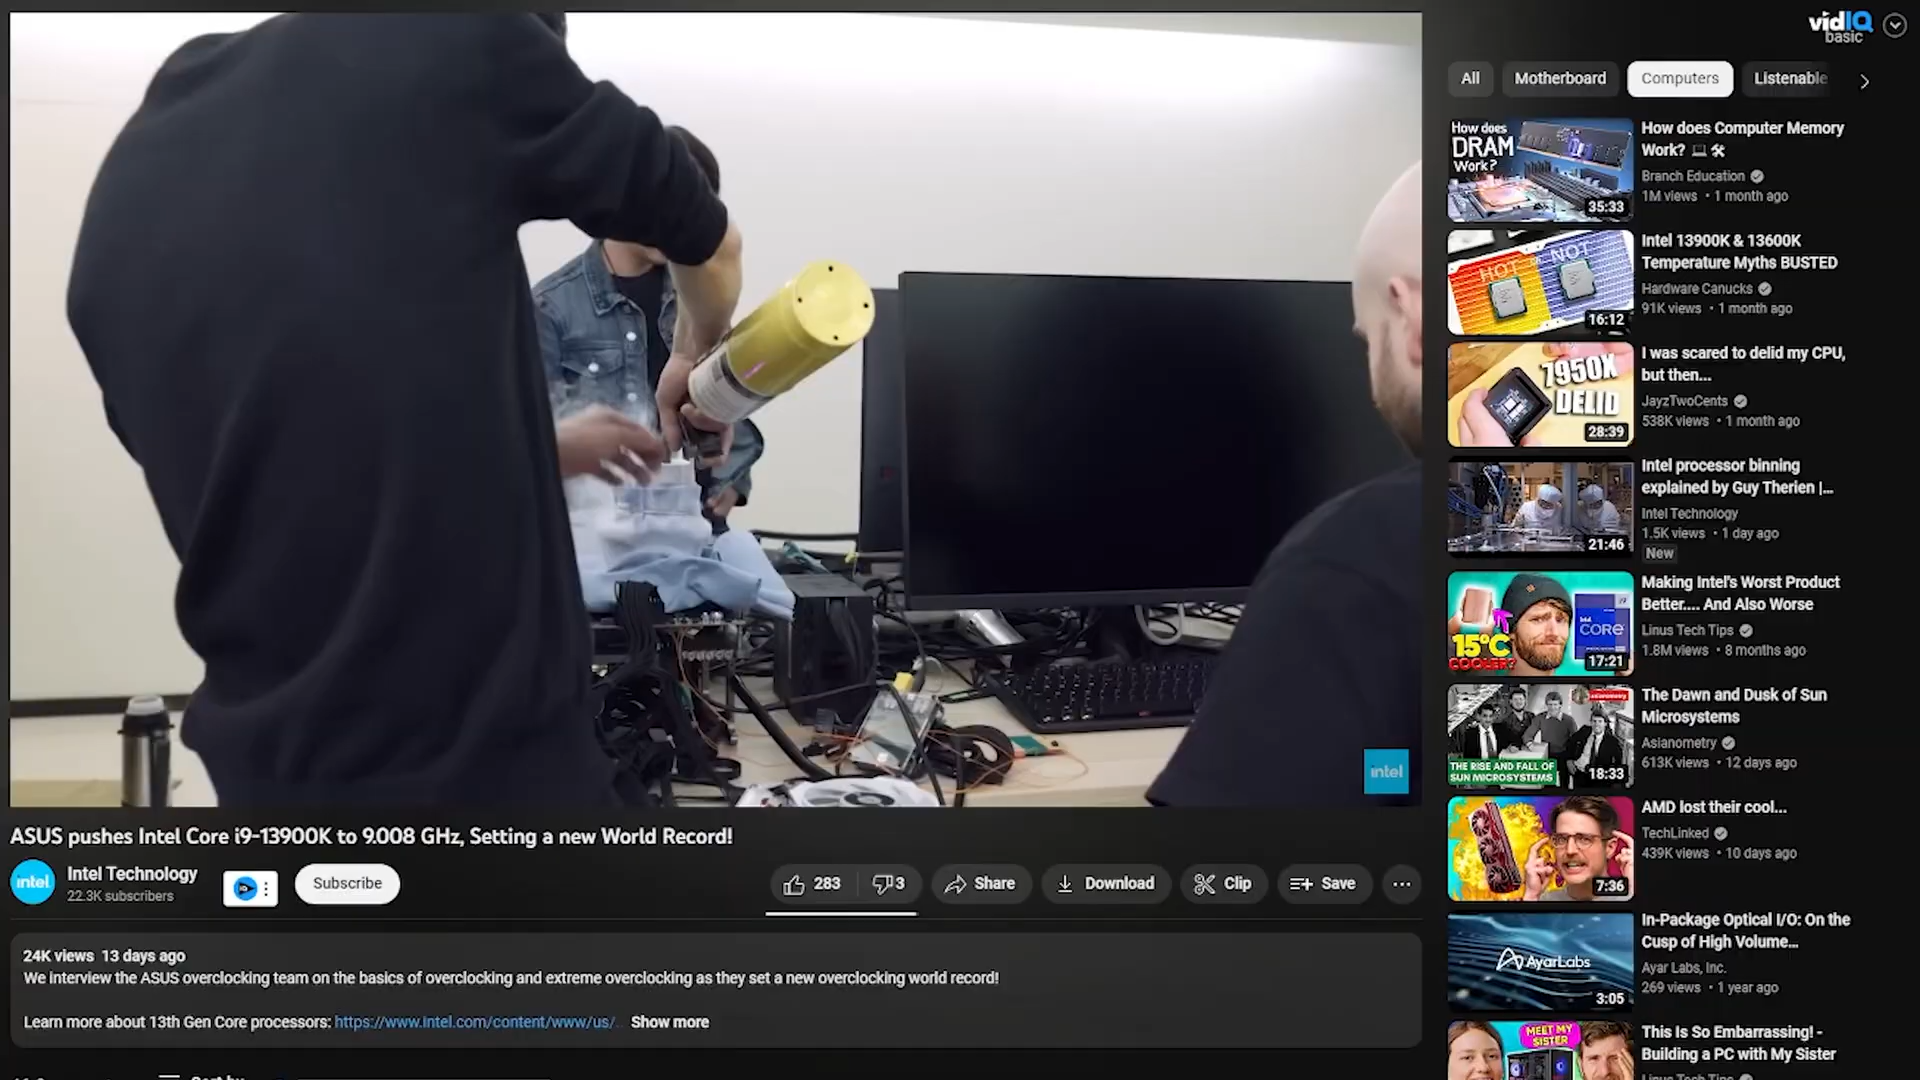 vidIQ
basic
All
Motherboard
Computers
Listenable
How does
DRAM
Work?
35:33
How does Computer Memory
Work? 💻 🛠
Branch Education
1M views • 1 month ago
HOT or NOT
16:12
Intel 13900K & 13600K
Temperature Myths BUSTED
Hardware Canucks
91K views • 1 month ago
7950X
DELID
28:39
I was scared to delid my CPU,
but then...
JayzTwoCents
538K views • 1 month ago
21:46
Intel processor binning
explained by Guy Therien |...
Intel Technology
1.5K views • 1 day ago
New
15°C
COOLER?
CORE
i9
17:21
Making Intel's Worst Product
Better.... And Also Worse
Linus Tech Tips
1.8M views • 8 months ago
THE RISE AND FALL OF
SUN MICROSYSTEMS
18:33
The Dawn and Dusk of Sun
Microsystems
Asianometry
613K views • 12 days ago
7:36
AMD lost their cool...
TechLinked
439K views • 10 days ago
AyarLabs
3:05
In-Package Optical I/O: On the
Cusp of High Volume...
Ayar Labs, Inc.
269 views • 1 year ago
MEET MY
SISTER
This Is So Embarrassing! -
Building a PC with My Sister
Linus Tech Tips
intel
ASUS pushes Intel Core i9-13900K to 9.008 GHz, Setting a new World Record!
intel
Intel Technology
22.3K subscribers
Subscribe
283
3
Share
Download
Clip
Save
24K views 13 days ago
We interview the ASUS overclocking team on the basics of overclocking and extreme overclocking as they set a new overclocking world record!
Learn more about 13th Gen Core processors: https://www.intel.com/content/www/us/... Show more
Sort by